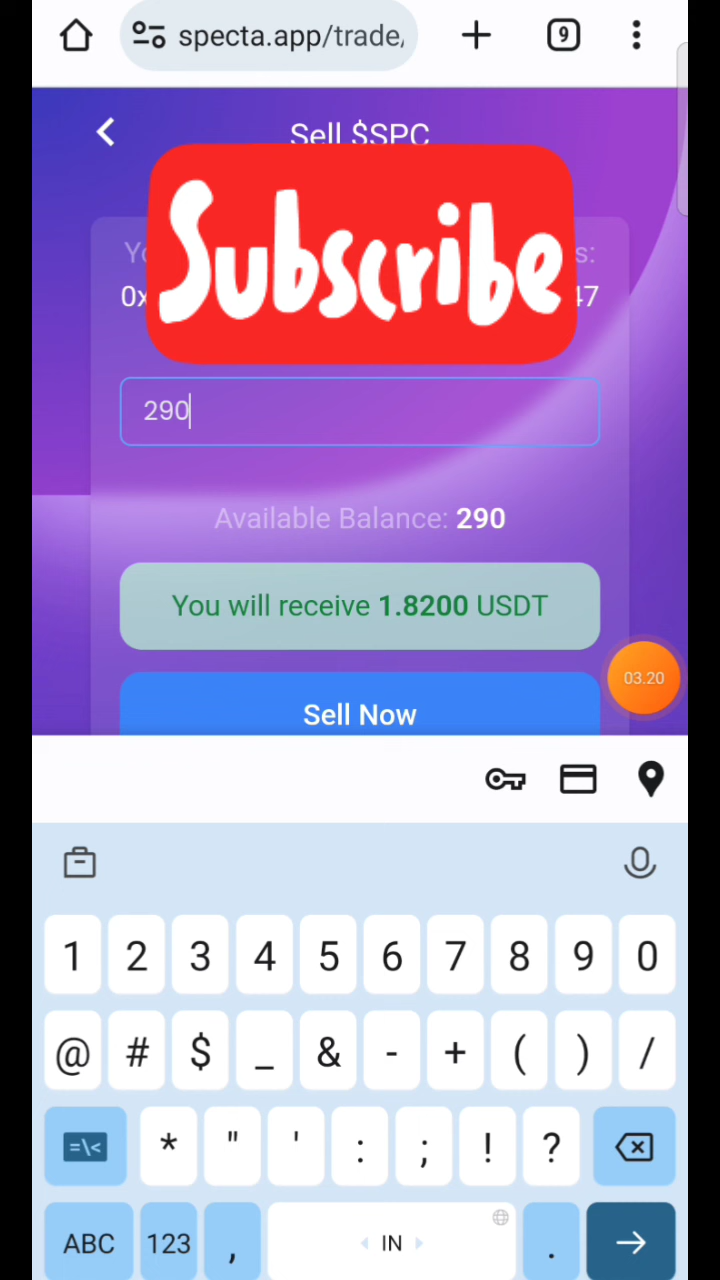 9
specta.app/trade,
Sell $SPC
Subscribe
290
Available Balance: 290
You will receive 1.8200 USDT
03.20
Sell Now
1 2 3 4 5 6 7 8 9 0
@ # $ _ & - + ( ) /
=\< * " ' : ; ! ?
ABC 123 , IN .